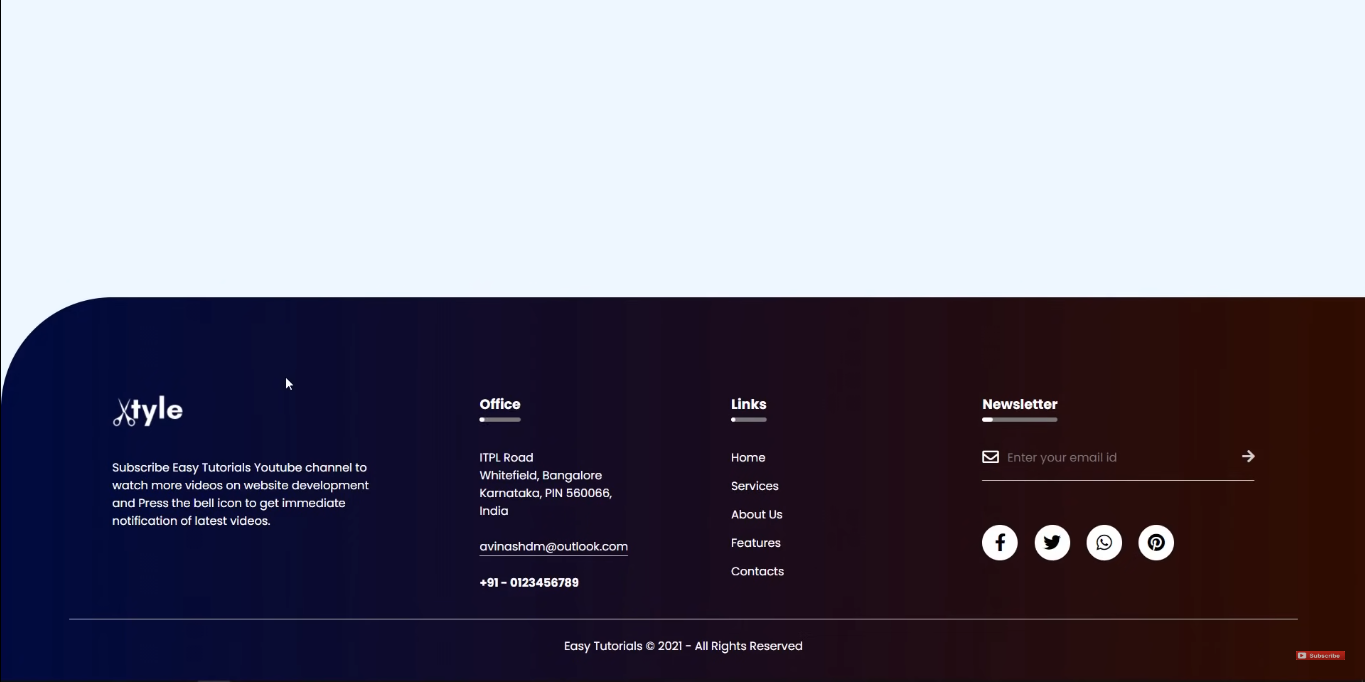 Xtyle
Subscribe Easy Tutorials Youtube channel to
watch more videos on website development
and Press the bell icon to get immediate
notification of latest videos.
Office
ITPL Road
Whitefield, Bangalore
Karnataka, PIN 560066,
India
avinashdm@outlook.com
+91 - 0123456789
Links
Home
Services
About Us
Features
Contacts
Newsletter
Enter your email id
Easy Tutorials © 2021 - All Rights Reserved
Subscribe